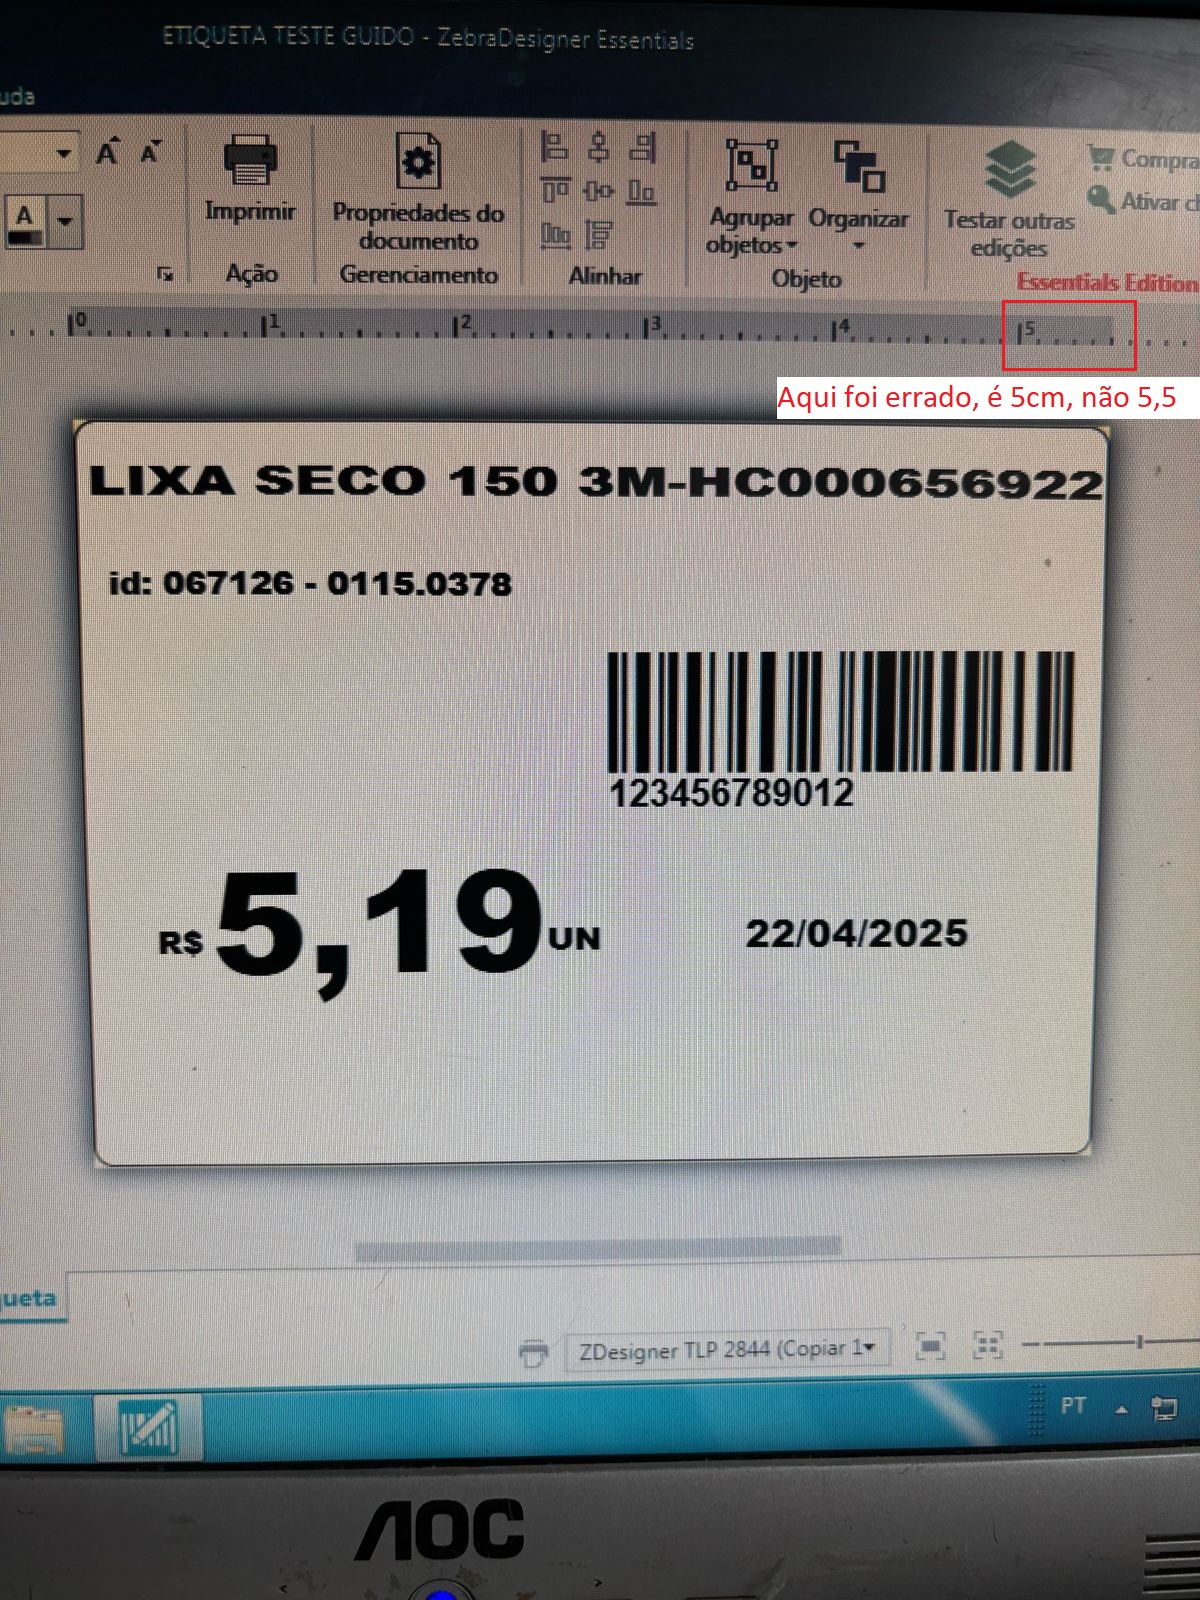 ETIQUETA TESTE GUIDO - ZebraDesigner Essentials
uda
A A
A
Imprimir
Ação
Propriedades do
documento
Gerenciamento
Alinhar
Agrupar
objetos
Organizar
Objeto
Testar outras
edições
Compra
Ativar ch
Essentials Edition
0 1 2 3 4 5
Aqui foi errado, é 5cm, não 5,5
LIXA SECO 150 3M-HC000656922
id: 067126 - 0115.0378
123456789012
R$ 5,19 UN
22/04/2025
queta
ZDesigner TLP 2844 (Copiar 1
PT
AOC